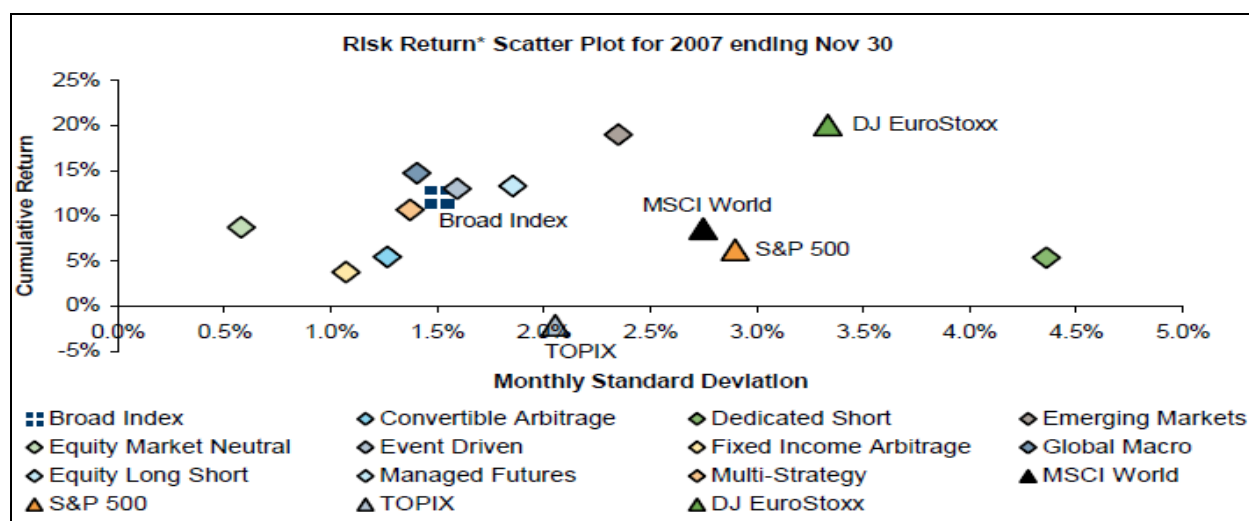 Risk Return* Scatter Plot for 2007 ending Nov 30
25%
20%
15%
10%
5%
0%
-5%
Cumulative Return
DJ EuroStoxx
MSCI World
Broad Index
S&P 500
0.0% 0.5% 1.0% 1.5% 2.0% 2.5% 3.0% 3.5% 4.0% 4.5% 5.0%
TOPIX
Monthly Standard Deviation
Broad Index Convertible Arbitrage Dedicated Short Emerging Markets
Equity Market Neutral Event Driven Fixed Income Arbitrage Global Macro
Equity Long Short Managed Futures Multi-Strategy MSCI World
S&P 500 TOPIX DJ EuroStoxx